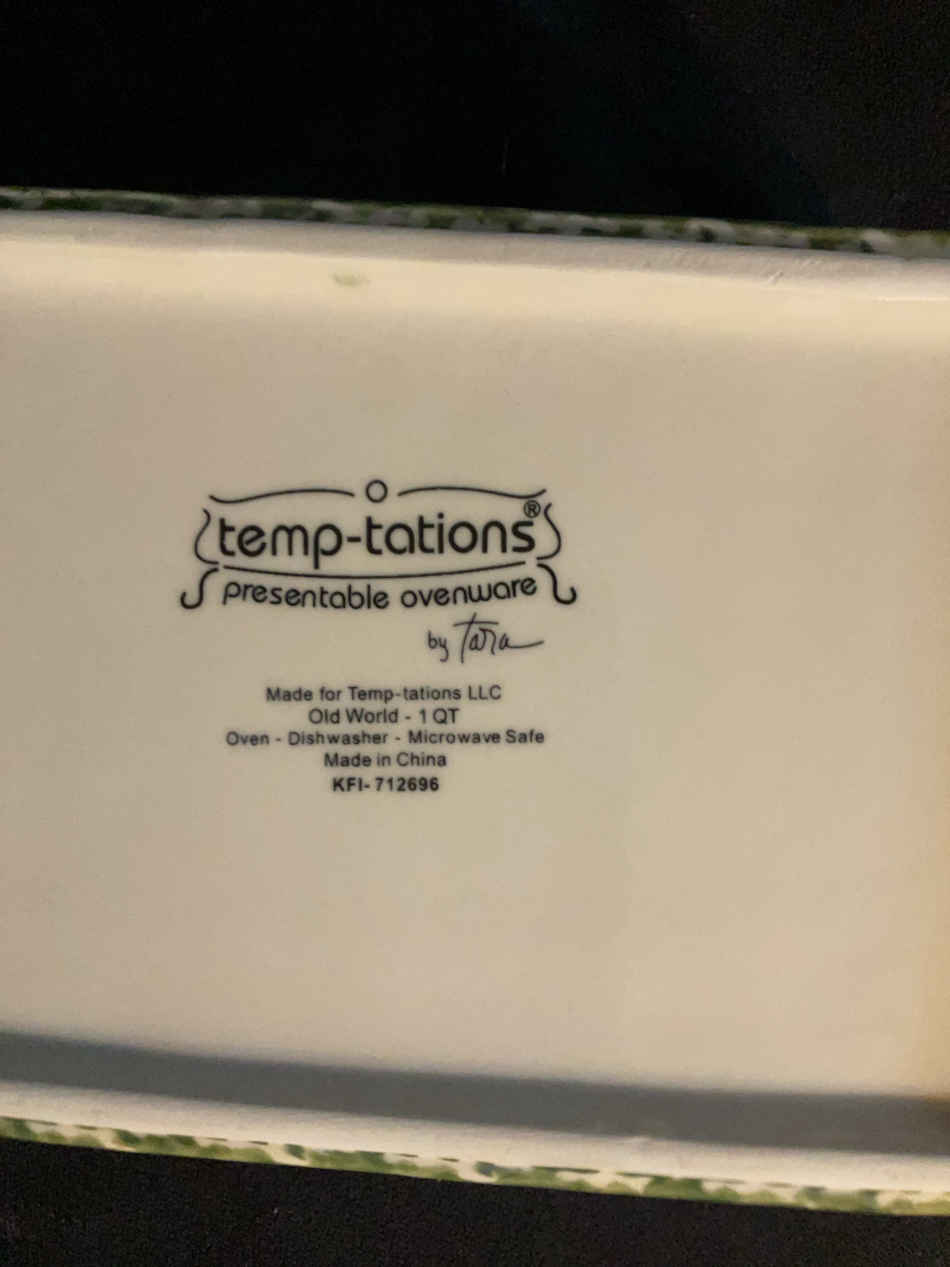 temp-tations®
presentable ovenware
by tara
Made for Temp-tations LLC
Old World - 1 QT
Oven - Dishwasher - Microwave Safe
Made in China
KFI-712696